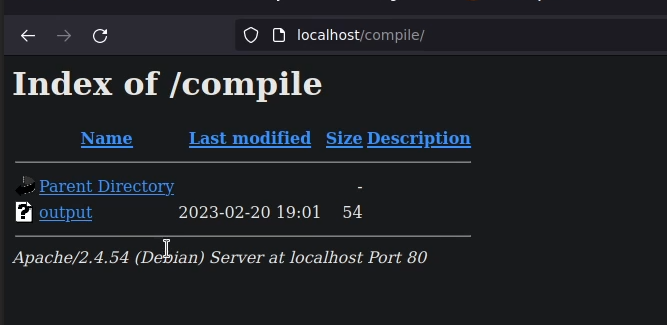 localhost/compile/
Index of /compile
Name Last modified Size Description
Parent Directory -
output 2023-02-20 19:01 54
Apache/2.4.54 (Debian) Server at localhost Port 80